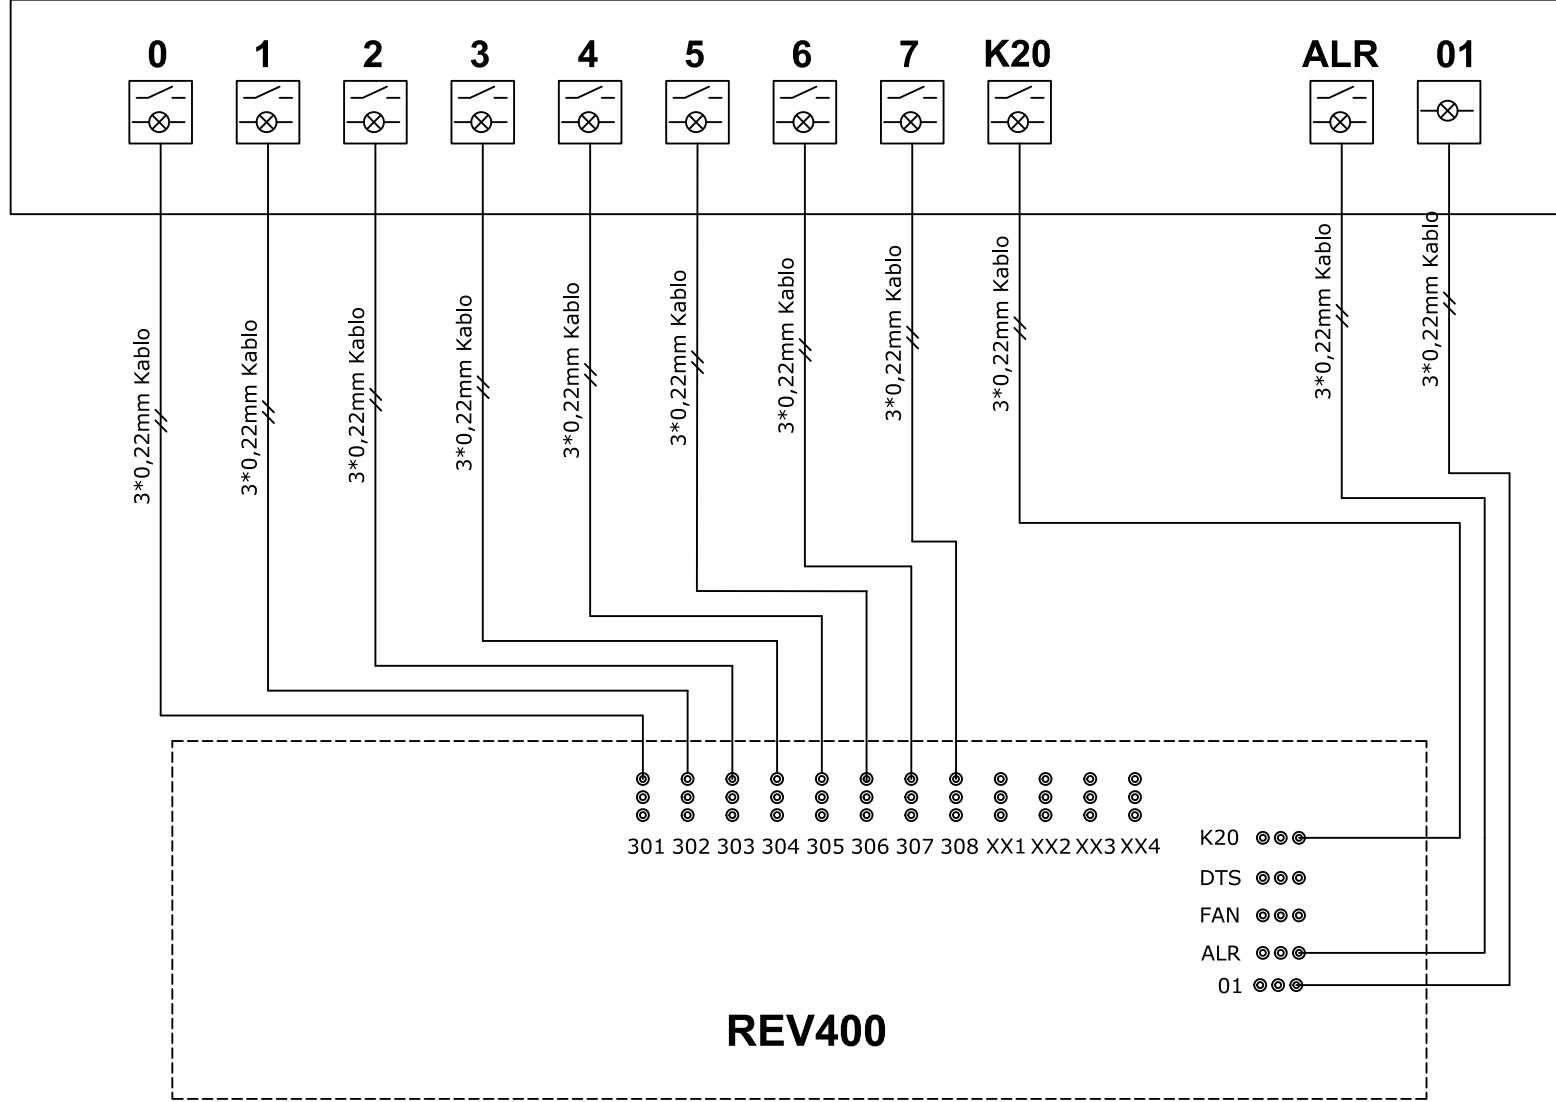 0 1 2 3 4 5 6 7 K20 ALR 01
3*0,22mm Kablo
3*0,22mm Kablo
3*0,22mm Kablo
3*0,22mm Kablo
3*0,22mm Kablo
3*0,22mm Kablo
3*0,22mm Kablo
3*0,22mm Kablo
3*0,22mm Kablo
3*0,22mm Kablo
3*0,22mm Kablo
301 302 303 304 305 306 307 308 XX1 XX2 XX3 XX4
K20
DTS
FAN
ALR
01
REV400